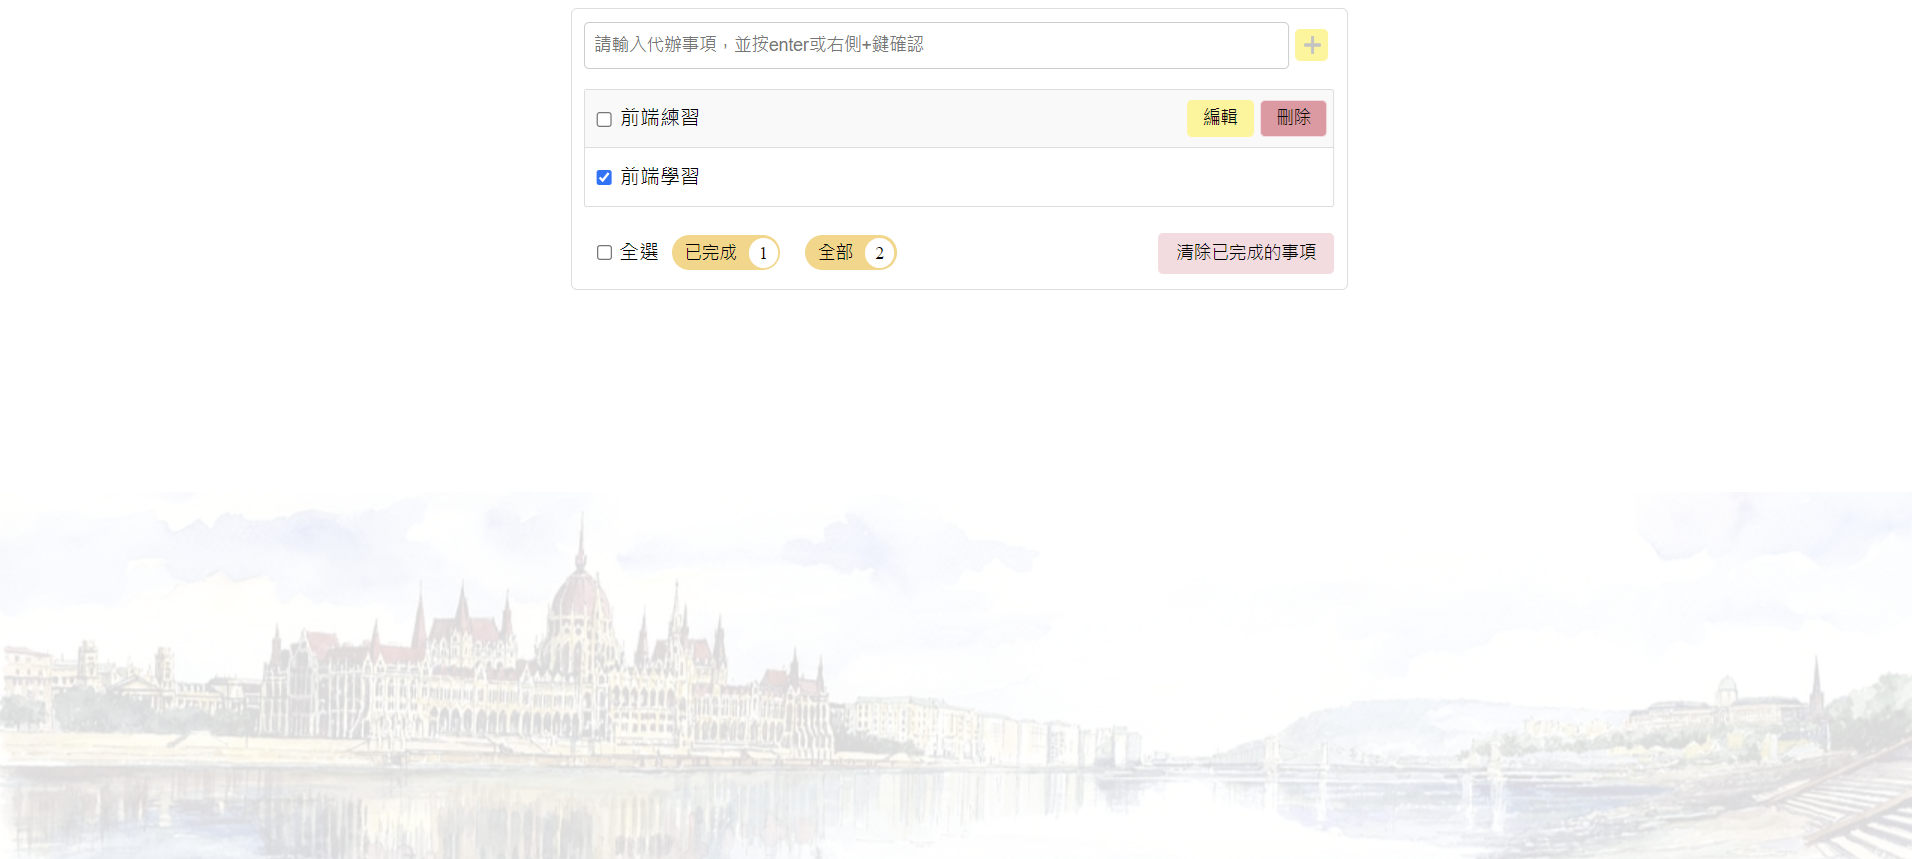 請輸入代辦事項，並按enter或右側+鍵確認
前端練習 編輯 刪除
前端學習
全選 已完成 1 全部 2 清除已完成的事項